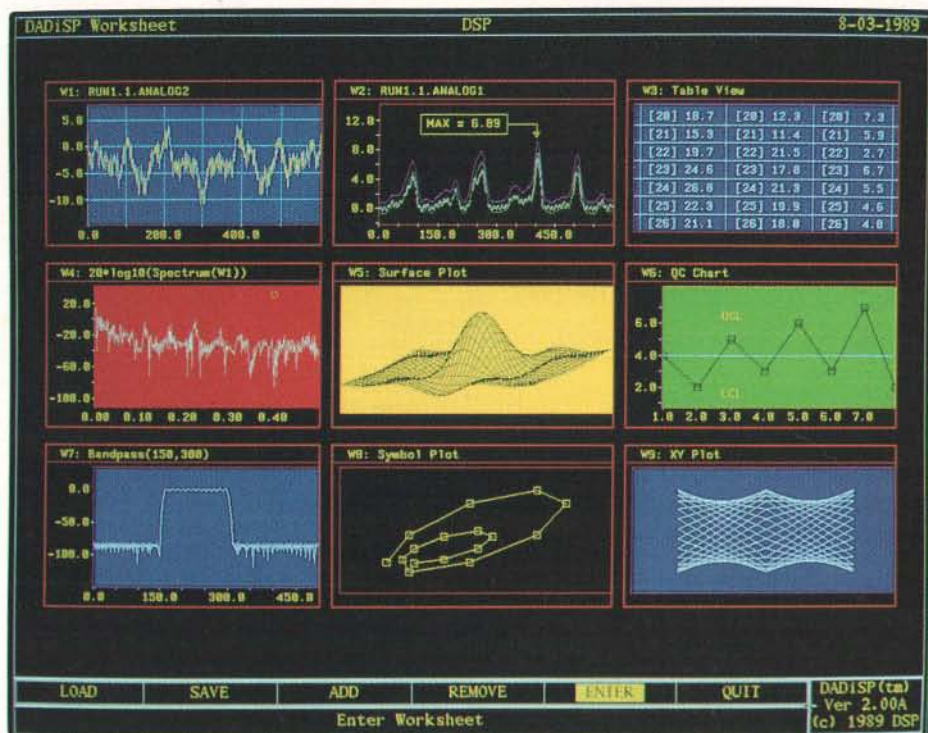 DADiSP Worksheet DSP 8-03-1989
W1: RUN1.1.ANALOG2
5.0
0.0
-5.0
-10.0
0.0 200.0 400.0
W2: RUN1.1.ANALOG1
12.0
8.0
4.0
0.0
MAX = 6.89
0.0 150.0 300.0 450.0
W3: Table View
[20] 18.7 [20] 12.3 [20] 7.3
[21] 15.3 [21] 11.4 [21] 5.9
[22] 19.7 [22] 21.5 [22] 2.7
[23] 24.6 [23] 17.8 [23] 6.7
[24] 26.8 [24] 21.3 [24] 5.5
[25] 22.3 [25] 19.9 [25] 4.6
[26] 21.1 [26] 18.0 [26] 4.0
W4: 20*log10(Spectrum(W1))
20.0
-20.0
-60.0
-100.0
0.00 0.10 0.20 0.30 0.40
W5: Surface Plot
W6: QC Chart
6.0
4.0
2.0
UCL
LCL
1.0 2.0 3.0 4.0 5.0 6.0 7.0
W7: Bandpass(150,300)
0.0
-50.0
-100.0
0.0 150.0 300.0 450.0
W8: Symbol Plot
W9: XY Plot
LOAD SAVE ADD REMOVE ENTER QUIT
Enter Worksheet
DADiSP(tm)
- Ver 2.00A
(c) 1989 DSP